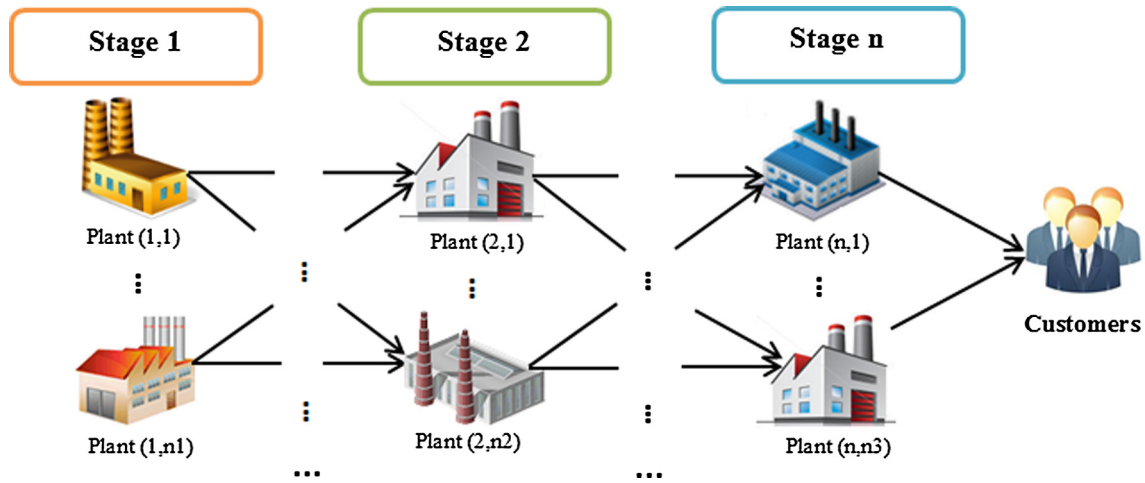 Stage 1
Stage 2
Stage n
Plant (1,1)
Plant (2,1)
Plant (n,1)
Customers
Plant (1,n1)
Plant (2,n2)
Plant (n,n3)
... ...